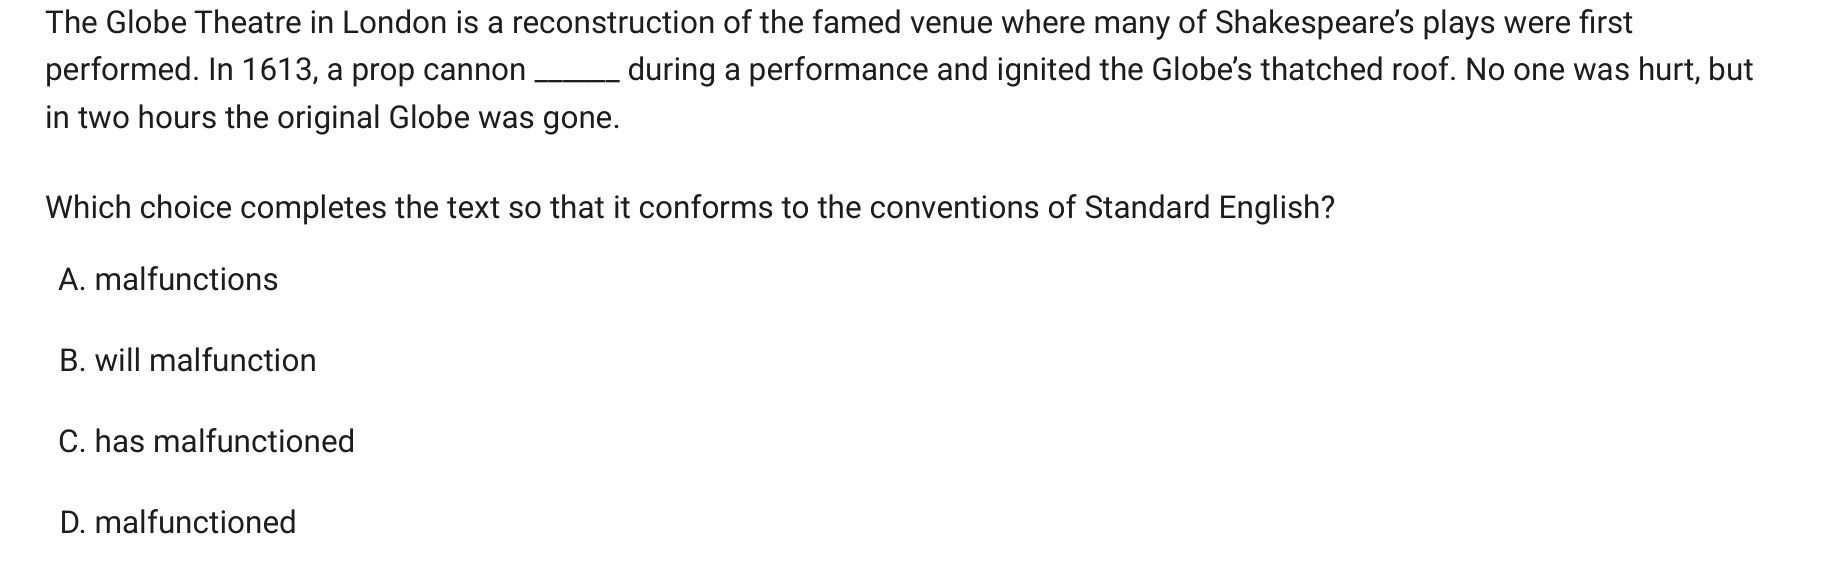 The Globe Theatre in London is a reconstruction of the famed venue where many of Shakespeare’s plays were first
performed. In 1613, a prop cannon ______ during a performance and ignited the Globe’s thatched roof. No one was hurt, but
in two hours the original Globe was gone.
Which choice completes the text so that it conforms to the conventions of Standard English?
A. malfunctions
B. will malfunction
C. has malfunctioned
D. malfunctioned